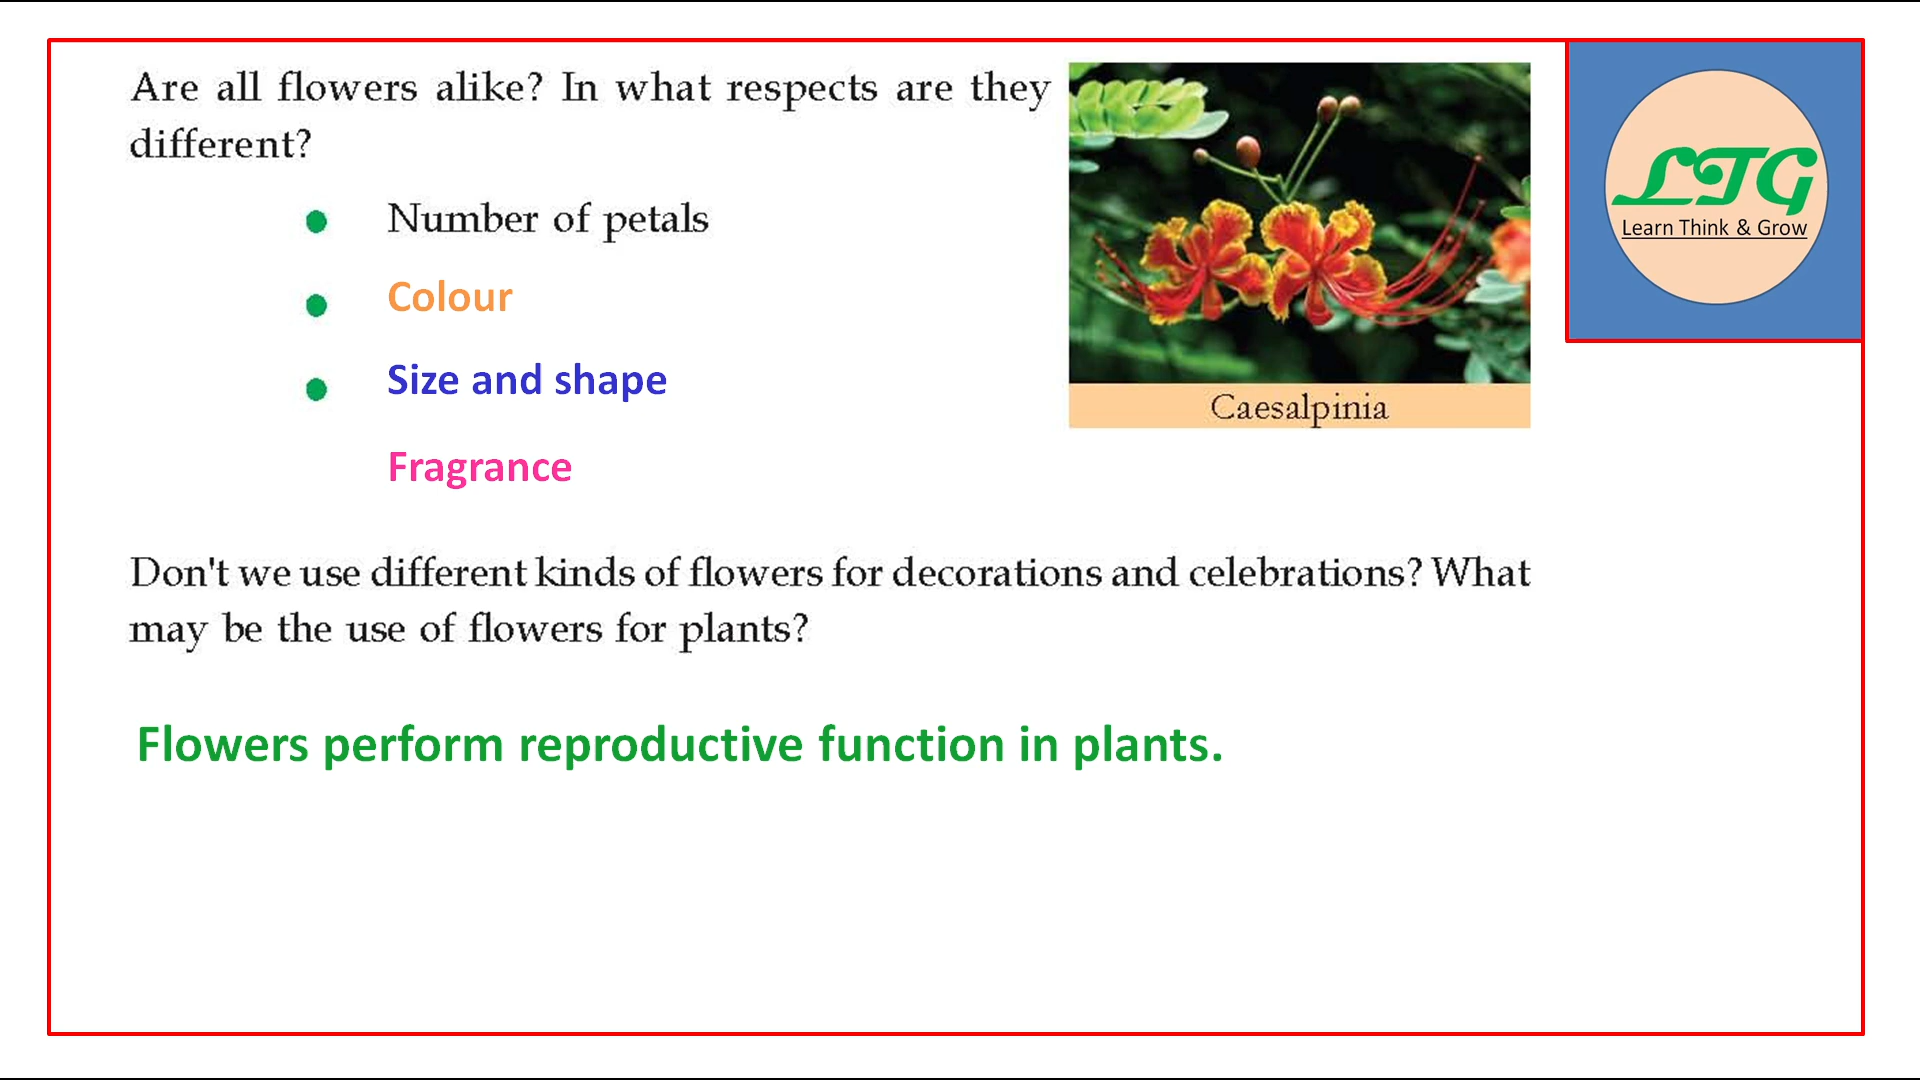 Are all flowers alike? In what respects are they
different?
Number of petals
Colour
Size and shape
Fragrance
Caesalpinia
LTG
Learn Think & Grow
Don't we use different kinds of flowers for decorations and celebrations? What
may be the use of flowers for plants?
Flowers perform reproductive function in plants.